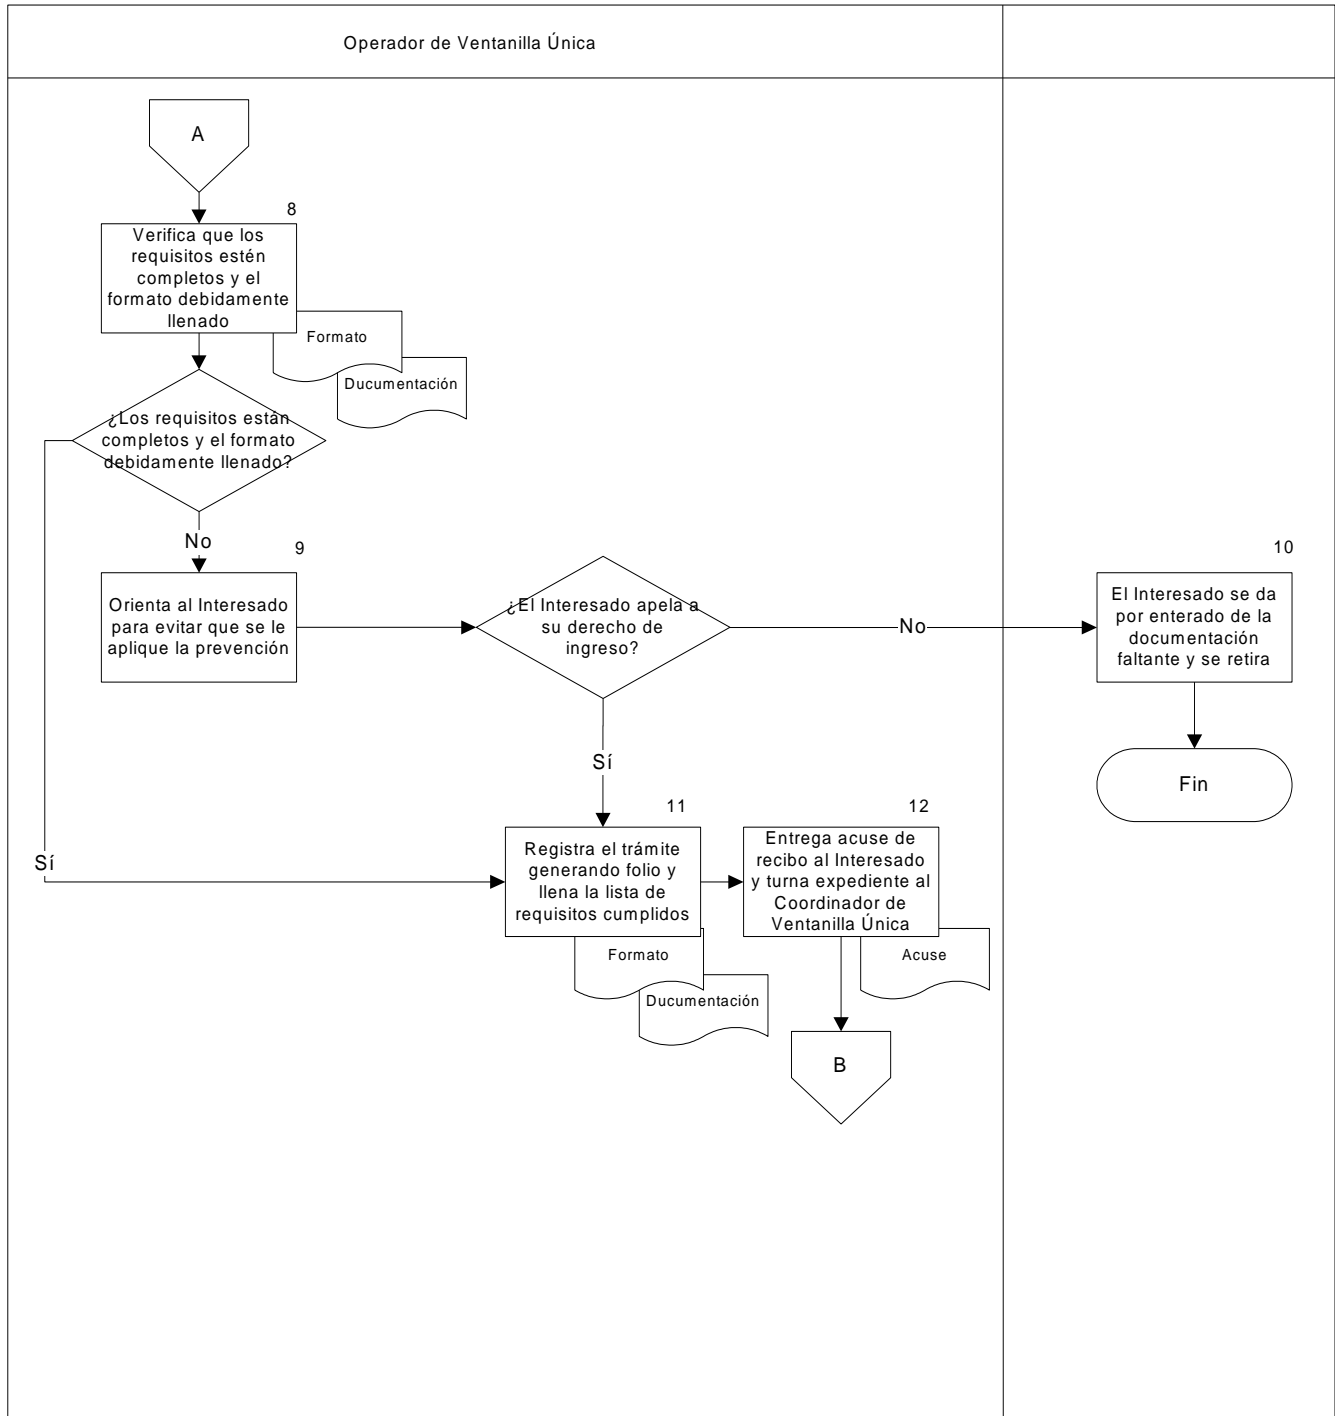 Operador de Ventanilla Única
A
8
Verifica que los
requisitos estén
completos y el
formato debidamente
llenado
Formato
Ducumentación
¿Los requisitos están
completos y el formato
debidamente llenado?
No
9
Orienta al Interesado
para evitar que se le
aplique la prevención
¿El Interesado apela a
su derecho de
ingreso?
No
10
El Interesado se da
por enterado de la
documentación
faltante y se retira
Fin
Sí
Sí
11
Registra el trámite
generando folio y
llena la lista de
requisitos cumplidos
Formato
Ducumentación
12
Entrega acuse de
recibo al Interesado
y turna expediente al
Coordinador de
Ventanilla Única
Acuse
B